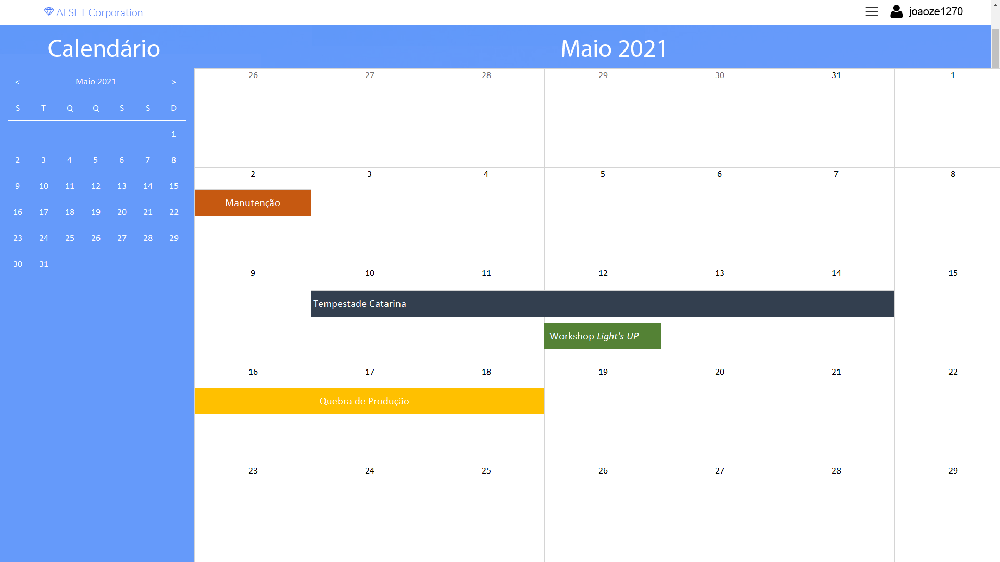 ALSET Corporation
joaoze1270
Calendário
Maio 2021
< Maio 2021 >
S T Q Q S S D
1
2 3 4 5 6 7 8
9 10 11 12 13 14 15
16 17 18 19 20 21 22
23 24 25 26 27 28 29
30 31
26 27 28 29 30 31 1
2 3 4 5 6 7 8
Manutenção
9 10 11 12 13 14 15
Tempestade Catarina
Workshop Light's UP
16 17 18 19 20 21 22
Quebra de Produção
23 24 25 26 27 28 29